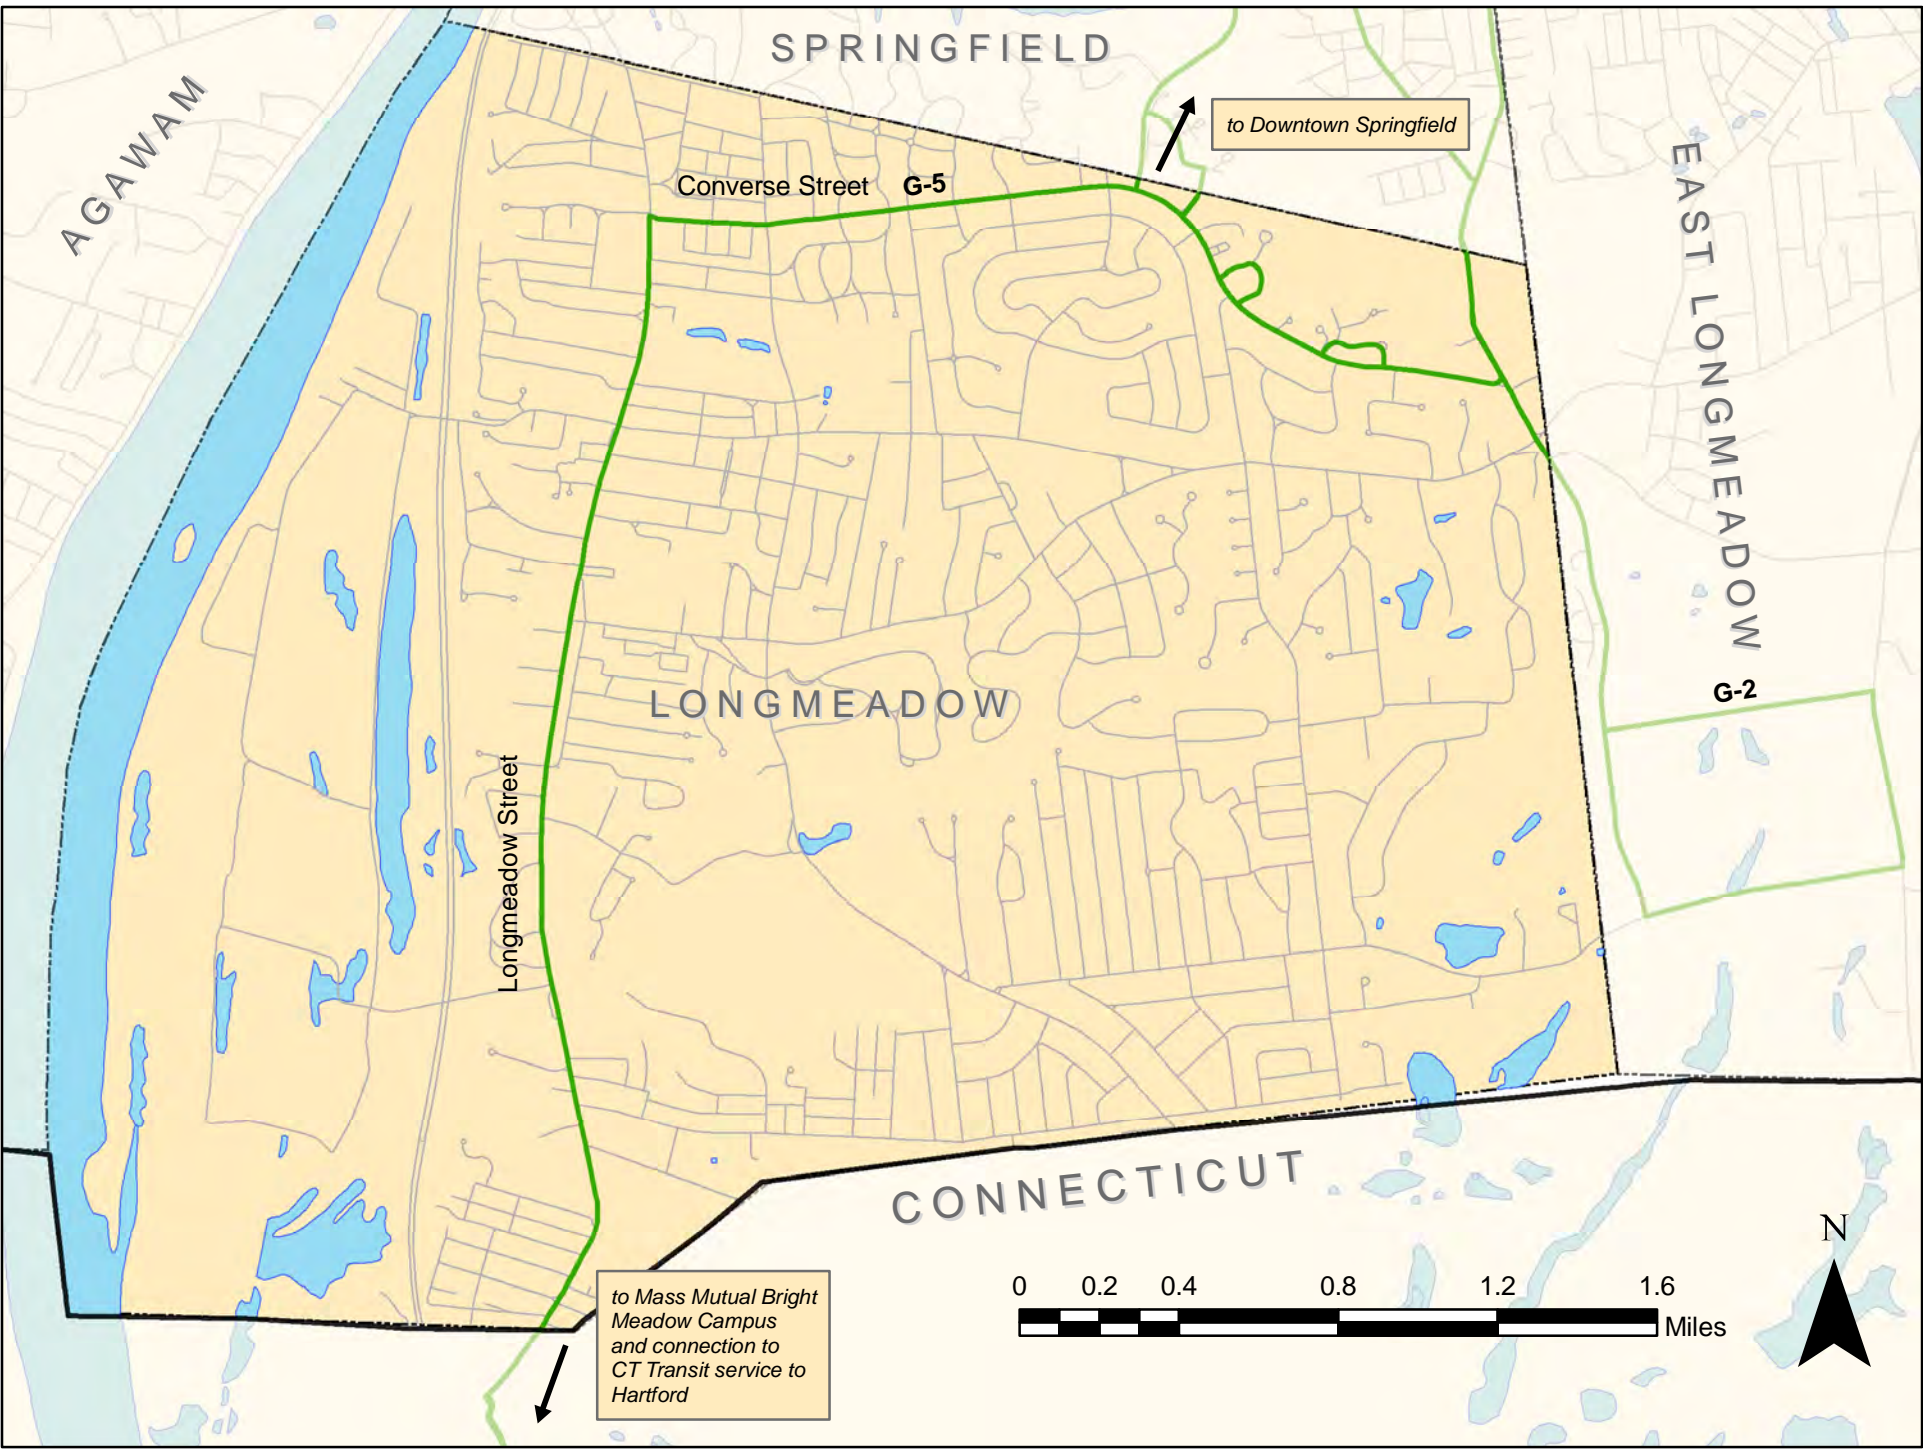 SPRINGFIELD
AGAWAM
to Downtown Springfield
EAST LONGMEADOW
Converse Street
G-5
G-2
LONGMEADOW
Longmeadow Street
CONNECTICUT
to Mass Mutual Bright
Meadow Campus
and connection to
CT Transit service to
Hartford
0 0.2 0.4 0.8 1.2 1.6
Miles
N